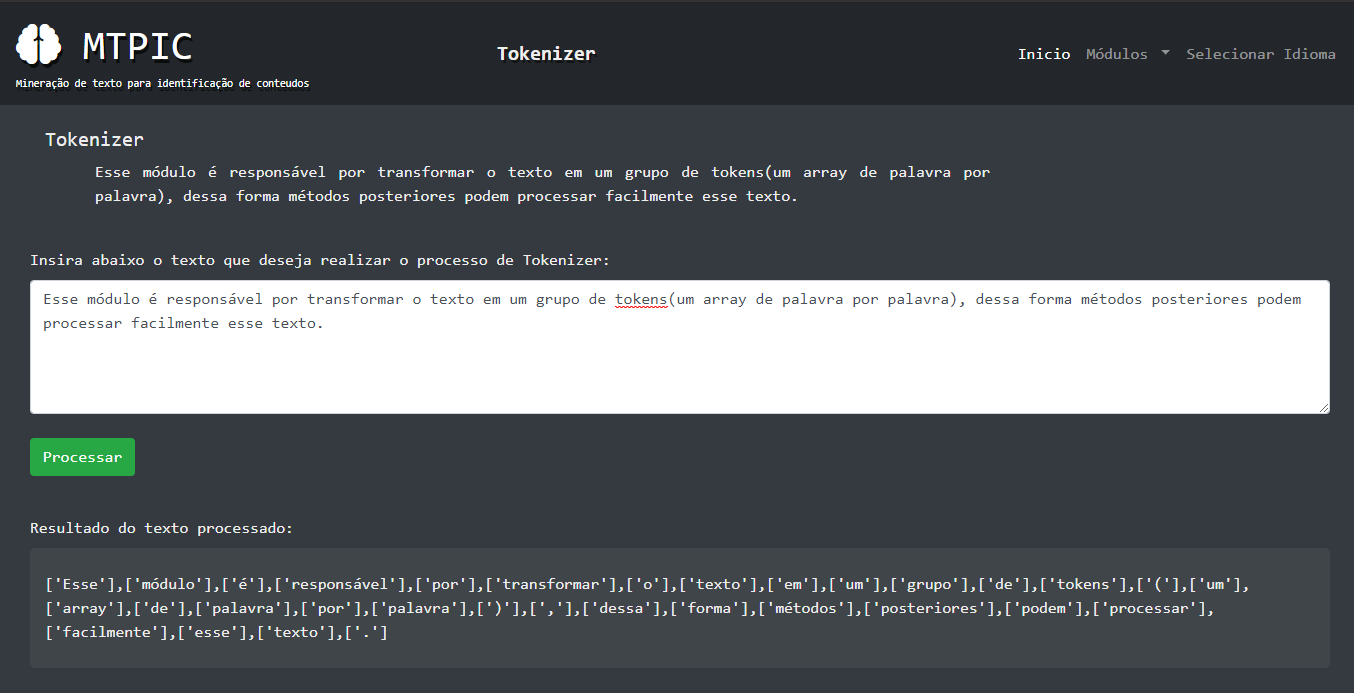 MTPIC
Mineração de texto para identificação de conteudos
Tokenizer
Inicio Módulos Selecionar Idioma
Tokenizer
Esse módulo é responsável por transformar o texto em um grupo de tokens(um array de palavra por
palavra), dessa forma métodos posteriores podem processar facilmente esse texto.
Insira abaixo o texto que deseja realizar o processo de Tokenizer:
Esse módulo é responsável por transformar o texto em um grupo de tokens(um array de palavra por palavra), dessa forma métodos posteriores podem
processar facilmente esse texto.
Processar
Resultado do texto processado:
['Esse'],['módulo'],['é'],['responsável'],['por'],['transformar'],['o'],['texto'],['em'],['um'],['grupo'],['de'],['tokens'],['('],['um'],
['array'],['de'],['palavra'],['por'],['palavra'],[')'],[','],['dessa'],['forma'],['métodos'],['posteriores'],['podem'],['processar'],
['facilmente'],['esse'],['texto'],['.']